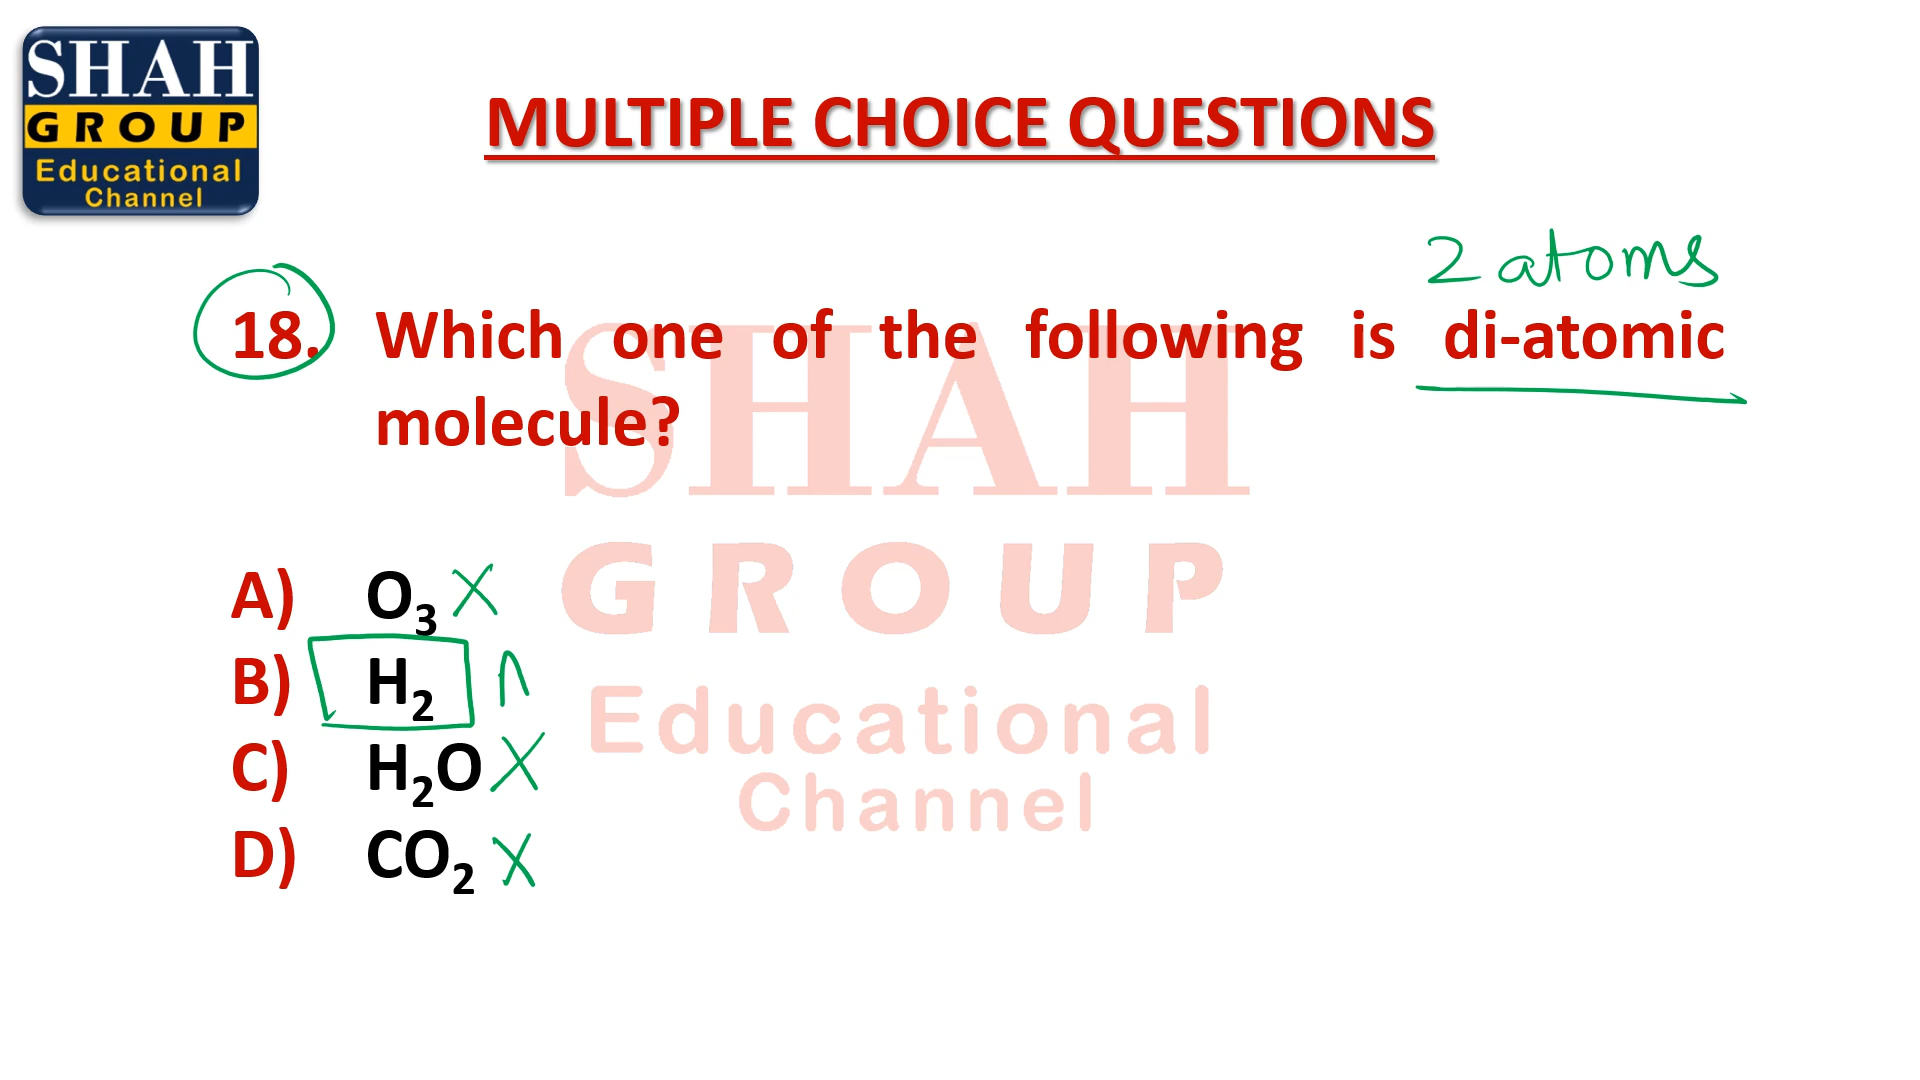 SHAH
GROUP
Educational
Channel
MULTIPLE CHOICE QUESTIONS
2 atoms
18. Which one of the following is di-atomic
molecule?
A) O₃ X
B) H₂
C) H₂O X
D) CO₂ X
SHAH
GROUP
Educational
Channel